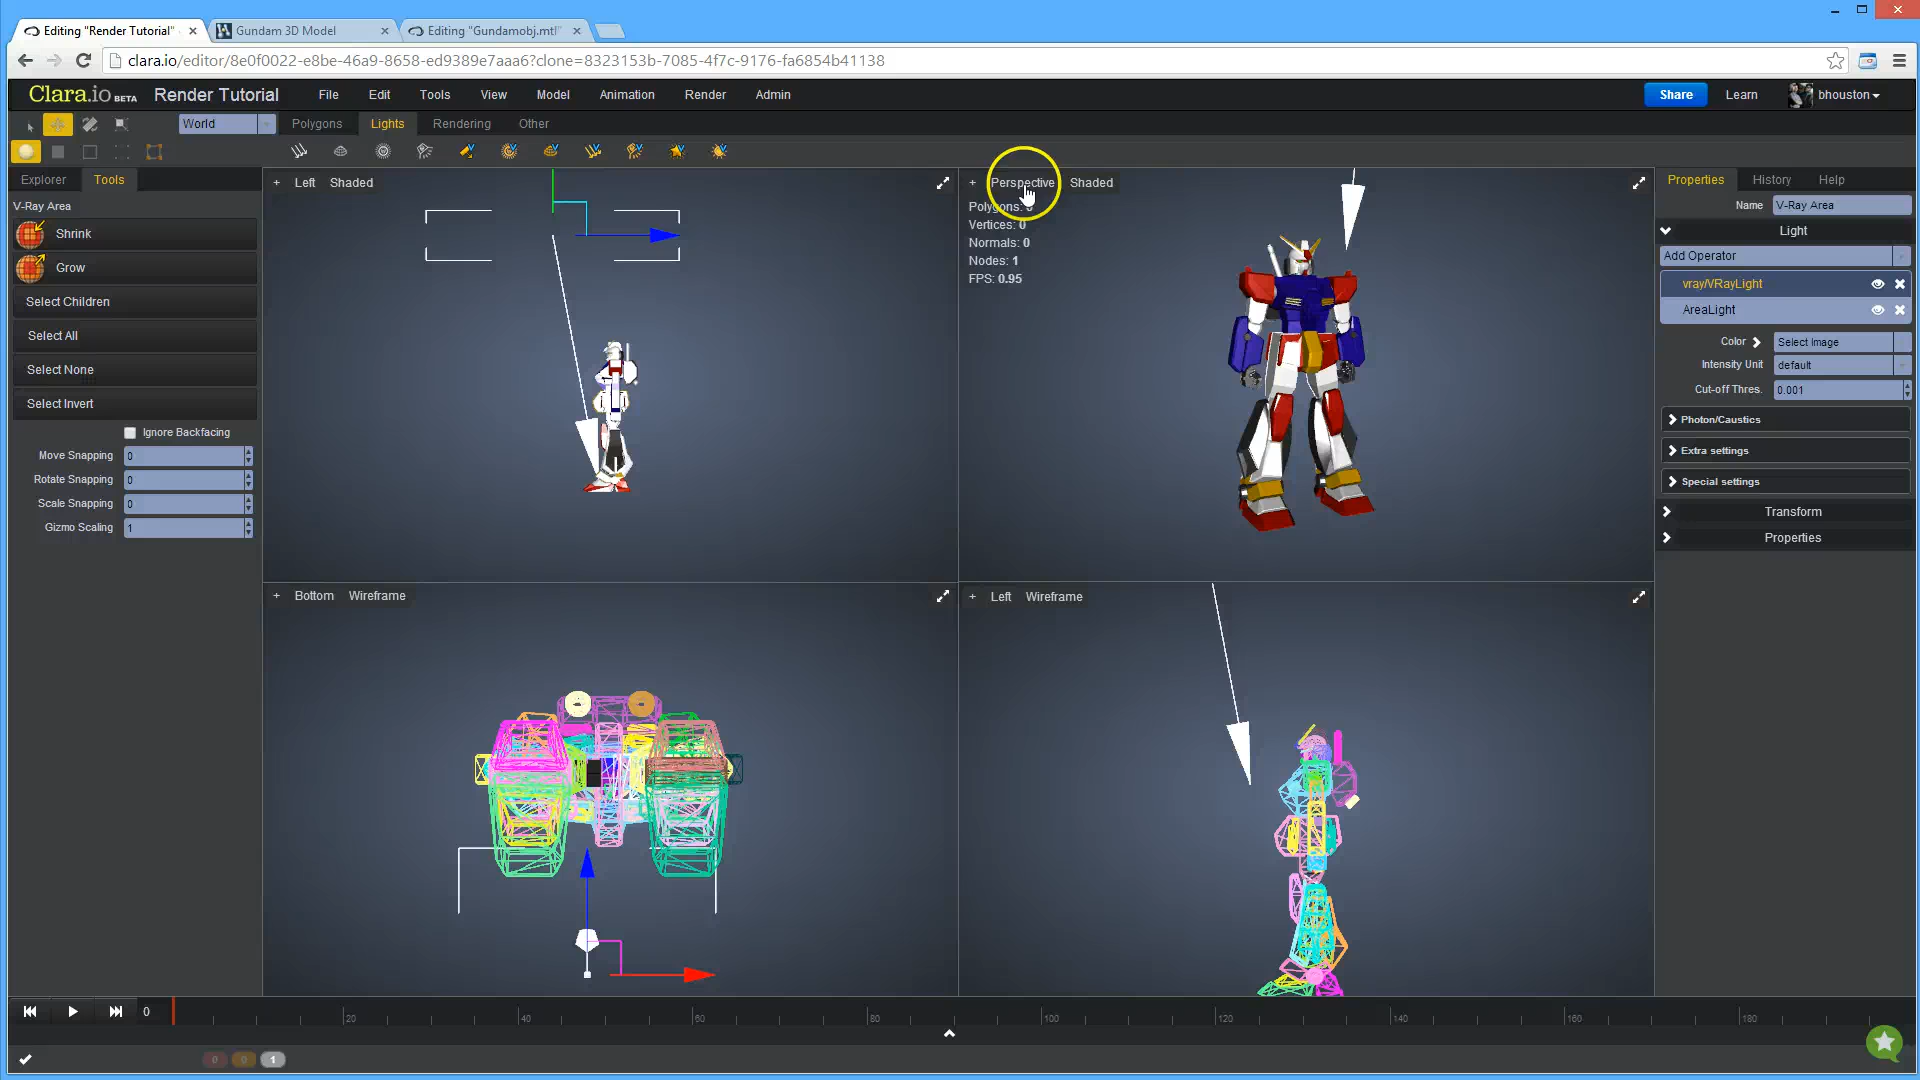 Editing "Render Tutorial"
Gundam 3D Model
Editing "Gundamobj.mtl"
clara.io/editor/8e0f0022-e8be-46a9-8658-ed9389e7aaa6?clone=8323153b-7085-4f7c-9176-fa6854b41138
Clara.io BETA Render Tutorial File Edit Tools View Model Animation Render Admin Share Learn bhouston
World Polygons Lights Rendering Other
Explorer Tools
V-Ray Area
Shrink
Grow
Select Children
Select All
Select None
Select Invert
Ignore Backfacing
Move Snapping 0
Rotate Snapping 0
Scale Snapping 0
Gizmo Scaling 1
+ Left Shaded
+ Perspective Shaded
Polygons:
Vertices: 0
Normals: 0
Nodes: 1
FPS: 0.95
+ Bottom Wireframe
+ Left Wireframe
Properties History Help
Name V-Ray Area
Light
Add Operator
vray/VRayLight
AreaLight
Color Select Image
Intensity Unit default
Cut-off Thres. 0.001
Photon/Caustics
Extra settings
Special settings
Transform
Properties
0 20 40 60 80 100 120 140 160 180
0 0 1